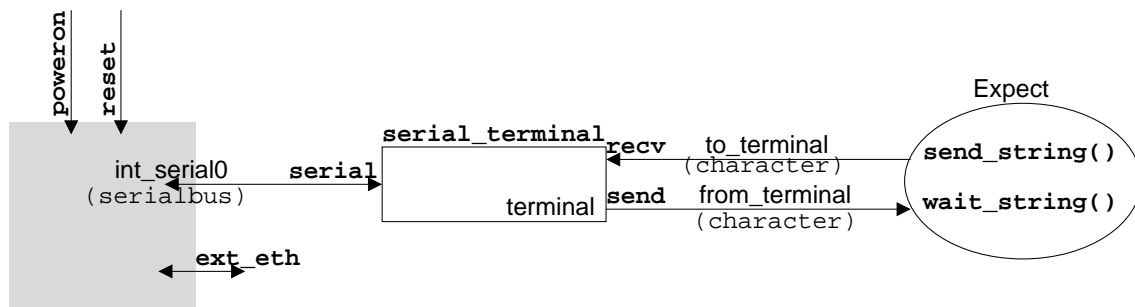 poweron
reset
Expect
serial_terminal
recv
to_terminal
send_string()
int_serial0
serial
(character)
(serialbus)
terminal
send
from_terminal
wait_string()
(character)
ext_eth